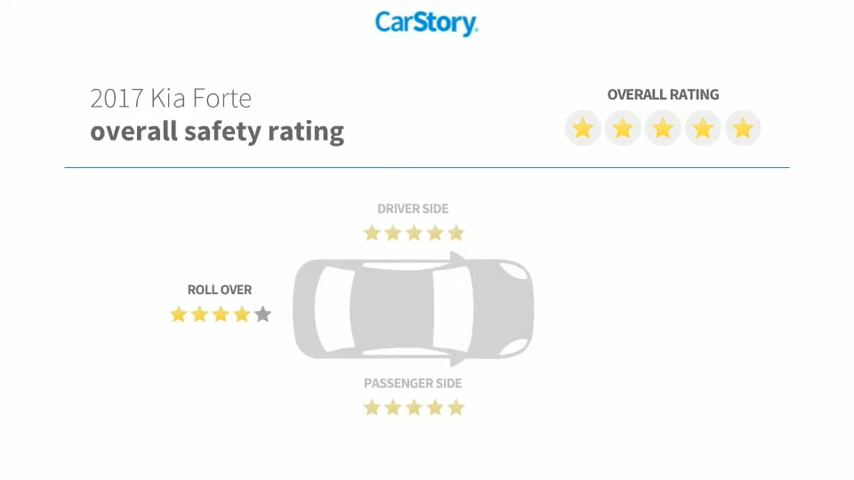 CarStory.
2017 Kia Forte
overall safety rating
OVERALL RATING
DRIVER SIDE
ROLL OVER
PASSENGER SIDE